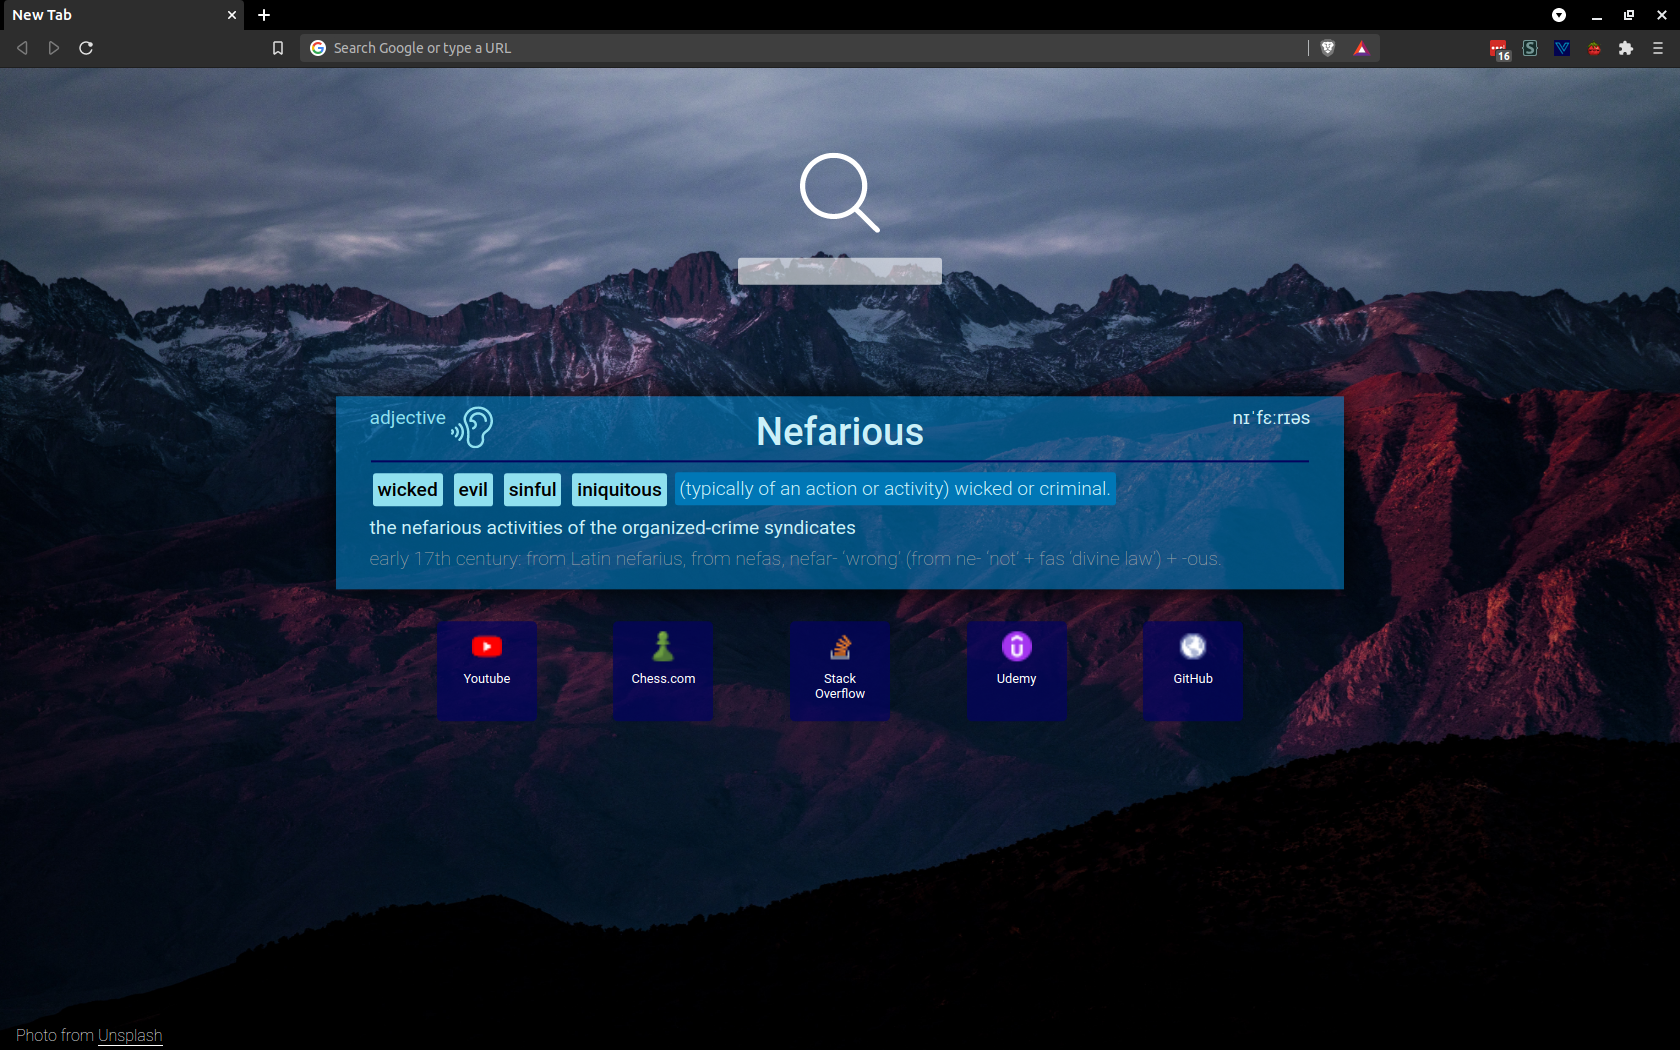 New Tab
Search Google or type a URL
16
adjective
Nefarious
nɪˈfɛːrɪəs
wicked evil sinful iniquitous (typically of an action or activity) wicked or criminal.
the nefarious activities of the organized-crime syndicates
early 17th century: from Latin nefarius, from nefas, nefar- ‘wrong’ (from ne- ‘not’ + fas ‘divine law’) + -ous.
Youtube
Chess.com
Stack
Overflow
Udemy
GitHub
Photo from Unsplash